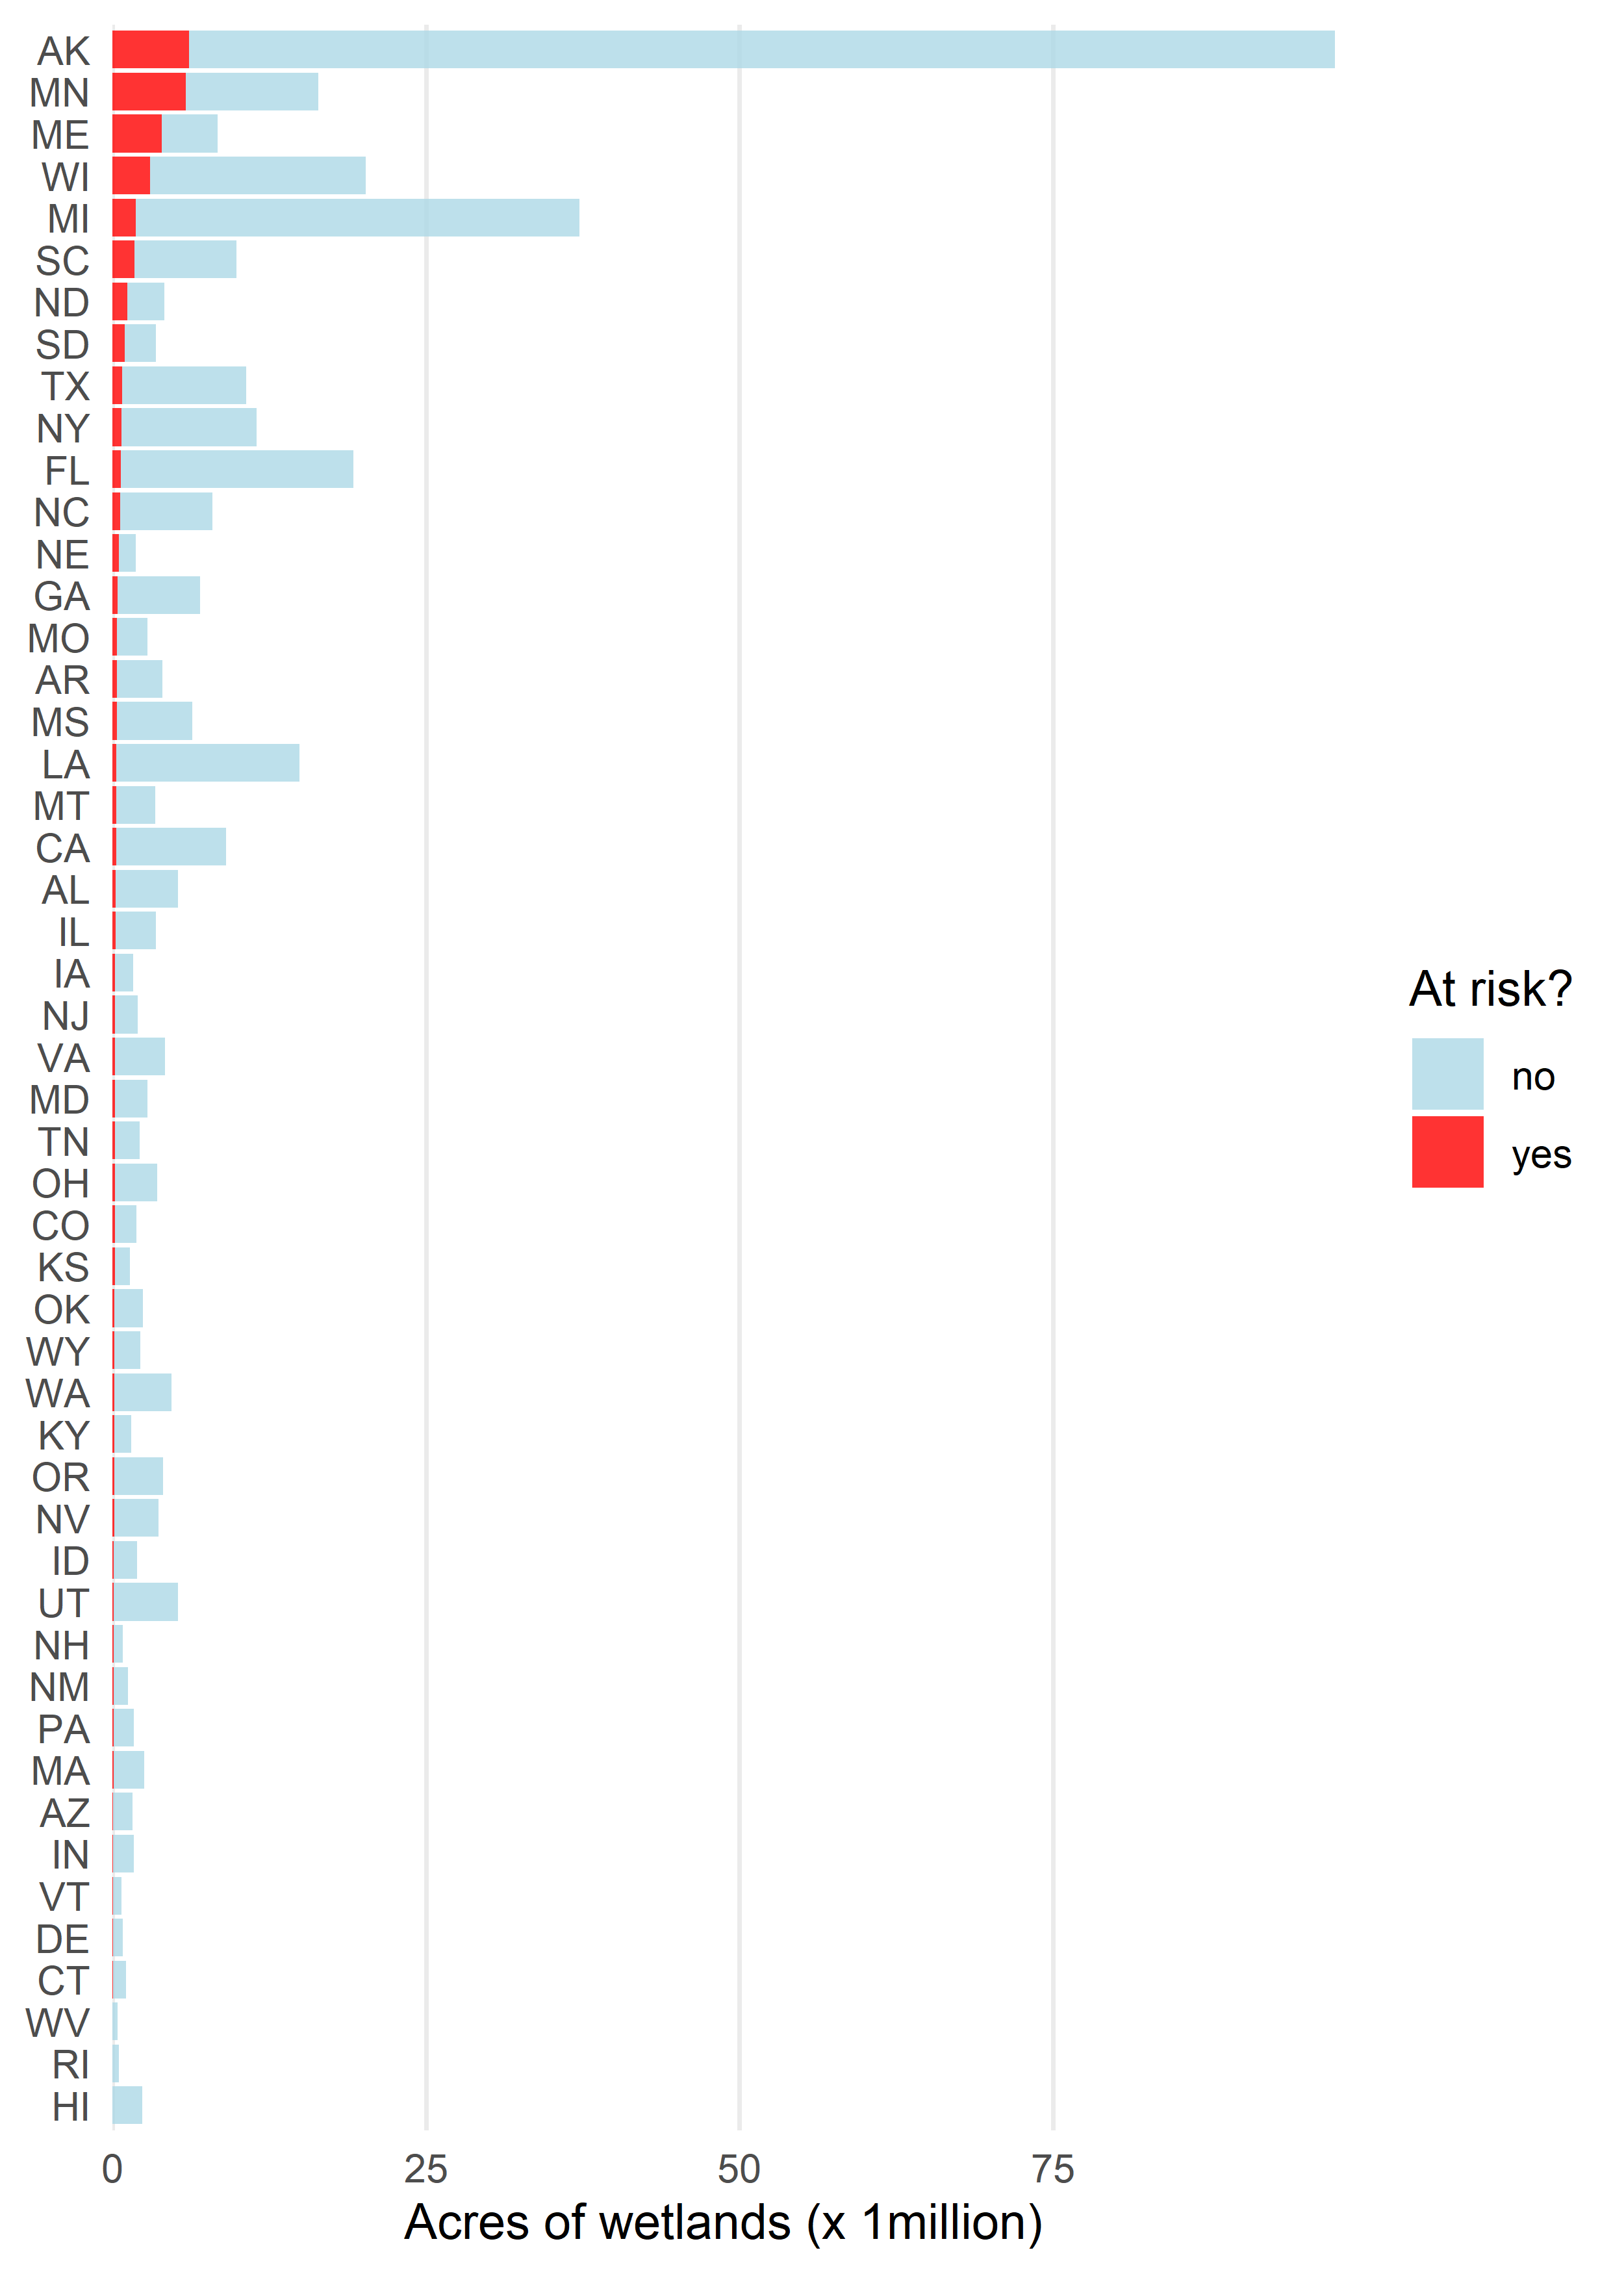 AK
MN
ME
WI
MI
SC
ND
SD
TX
NY
FL
NC
NE
GA
MO
AR
MS
LA
MT
CA
AL
IL
IA
NJ
VA
MD
TN
OH
CO
KS
OK
WY
WA
KY
OR
NV
ID
UT
NH
NM
PA
MA
AZ
IN
VT
DE
CT
WV
RI
HI
0 25 50 75
Acres of wetlands (x 1million)
At risk?
no
yes